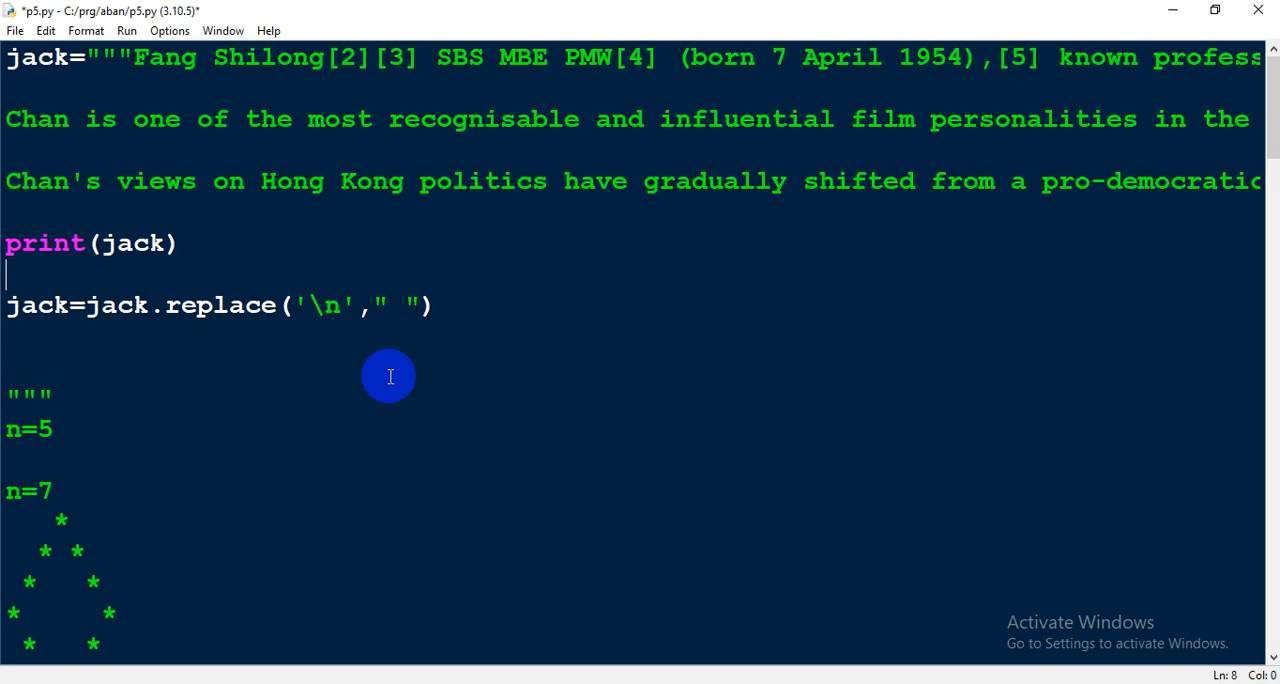 *p5.py - C:/prg/aban/p5.py (3.10.5)*
File Edit Format Run Options Window Help
jack="""Fang Shilong[2][3] SBS MBE PMW[4] (born 7 April 1954),[5] known profess
Chan is one of the most recognisable and influential film personalities in the
Chan's views on Hong Kong politics have gradually shifted from a pro-democratic
print(jack)
jack=jack.replace('\n'," ")
"""
n=5
n=7
*
* *
* *
* *
* *
Activate Windows
Go to Settings to activate Windows.
Ln: 8 Col: 0